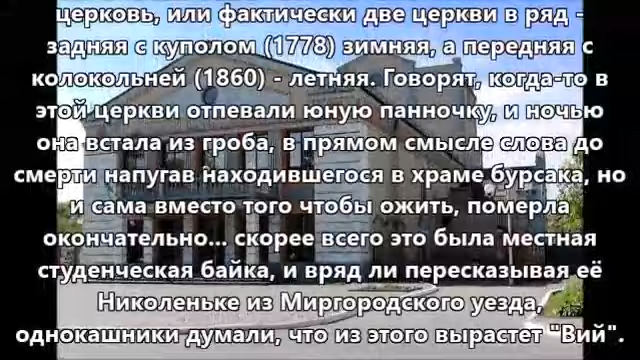 церковь, или фактически две церкви в ряд -
задняя с куполом (1778) зимняя, а передняя с
колокольней (1860) - летняя. Говорят, когда-то в
этой церкви отпевали юную панночку, и ночью
она встала из гроба, в прямом смысле слова до
смерти напугав находившегося в храме бурсака, но
и сама вместо того чтобы ожить, померла
окончательно... скорее всего это была местная
студенческая байка, и вряд ли пересказывая её
Николеньке из Миргородского уезда,
однокашники думали, что из этого вырастет "Вий".